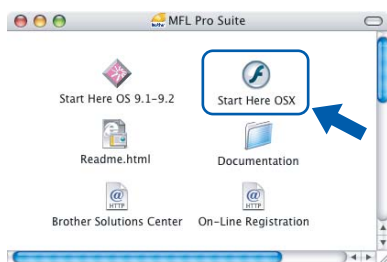 MFL Pro Suite
Start Here OS 9.1-9.2 Start Here OSX
Readme.html Documentation
@ @
HTTP HTTP
Brother Solutions Center On-Line Registration